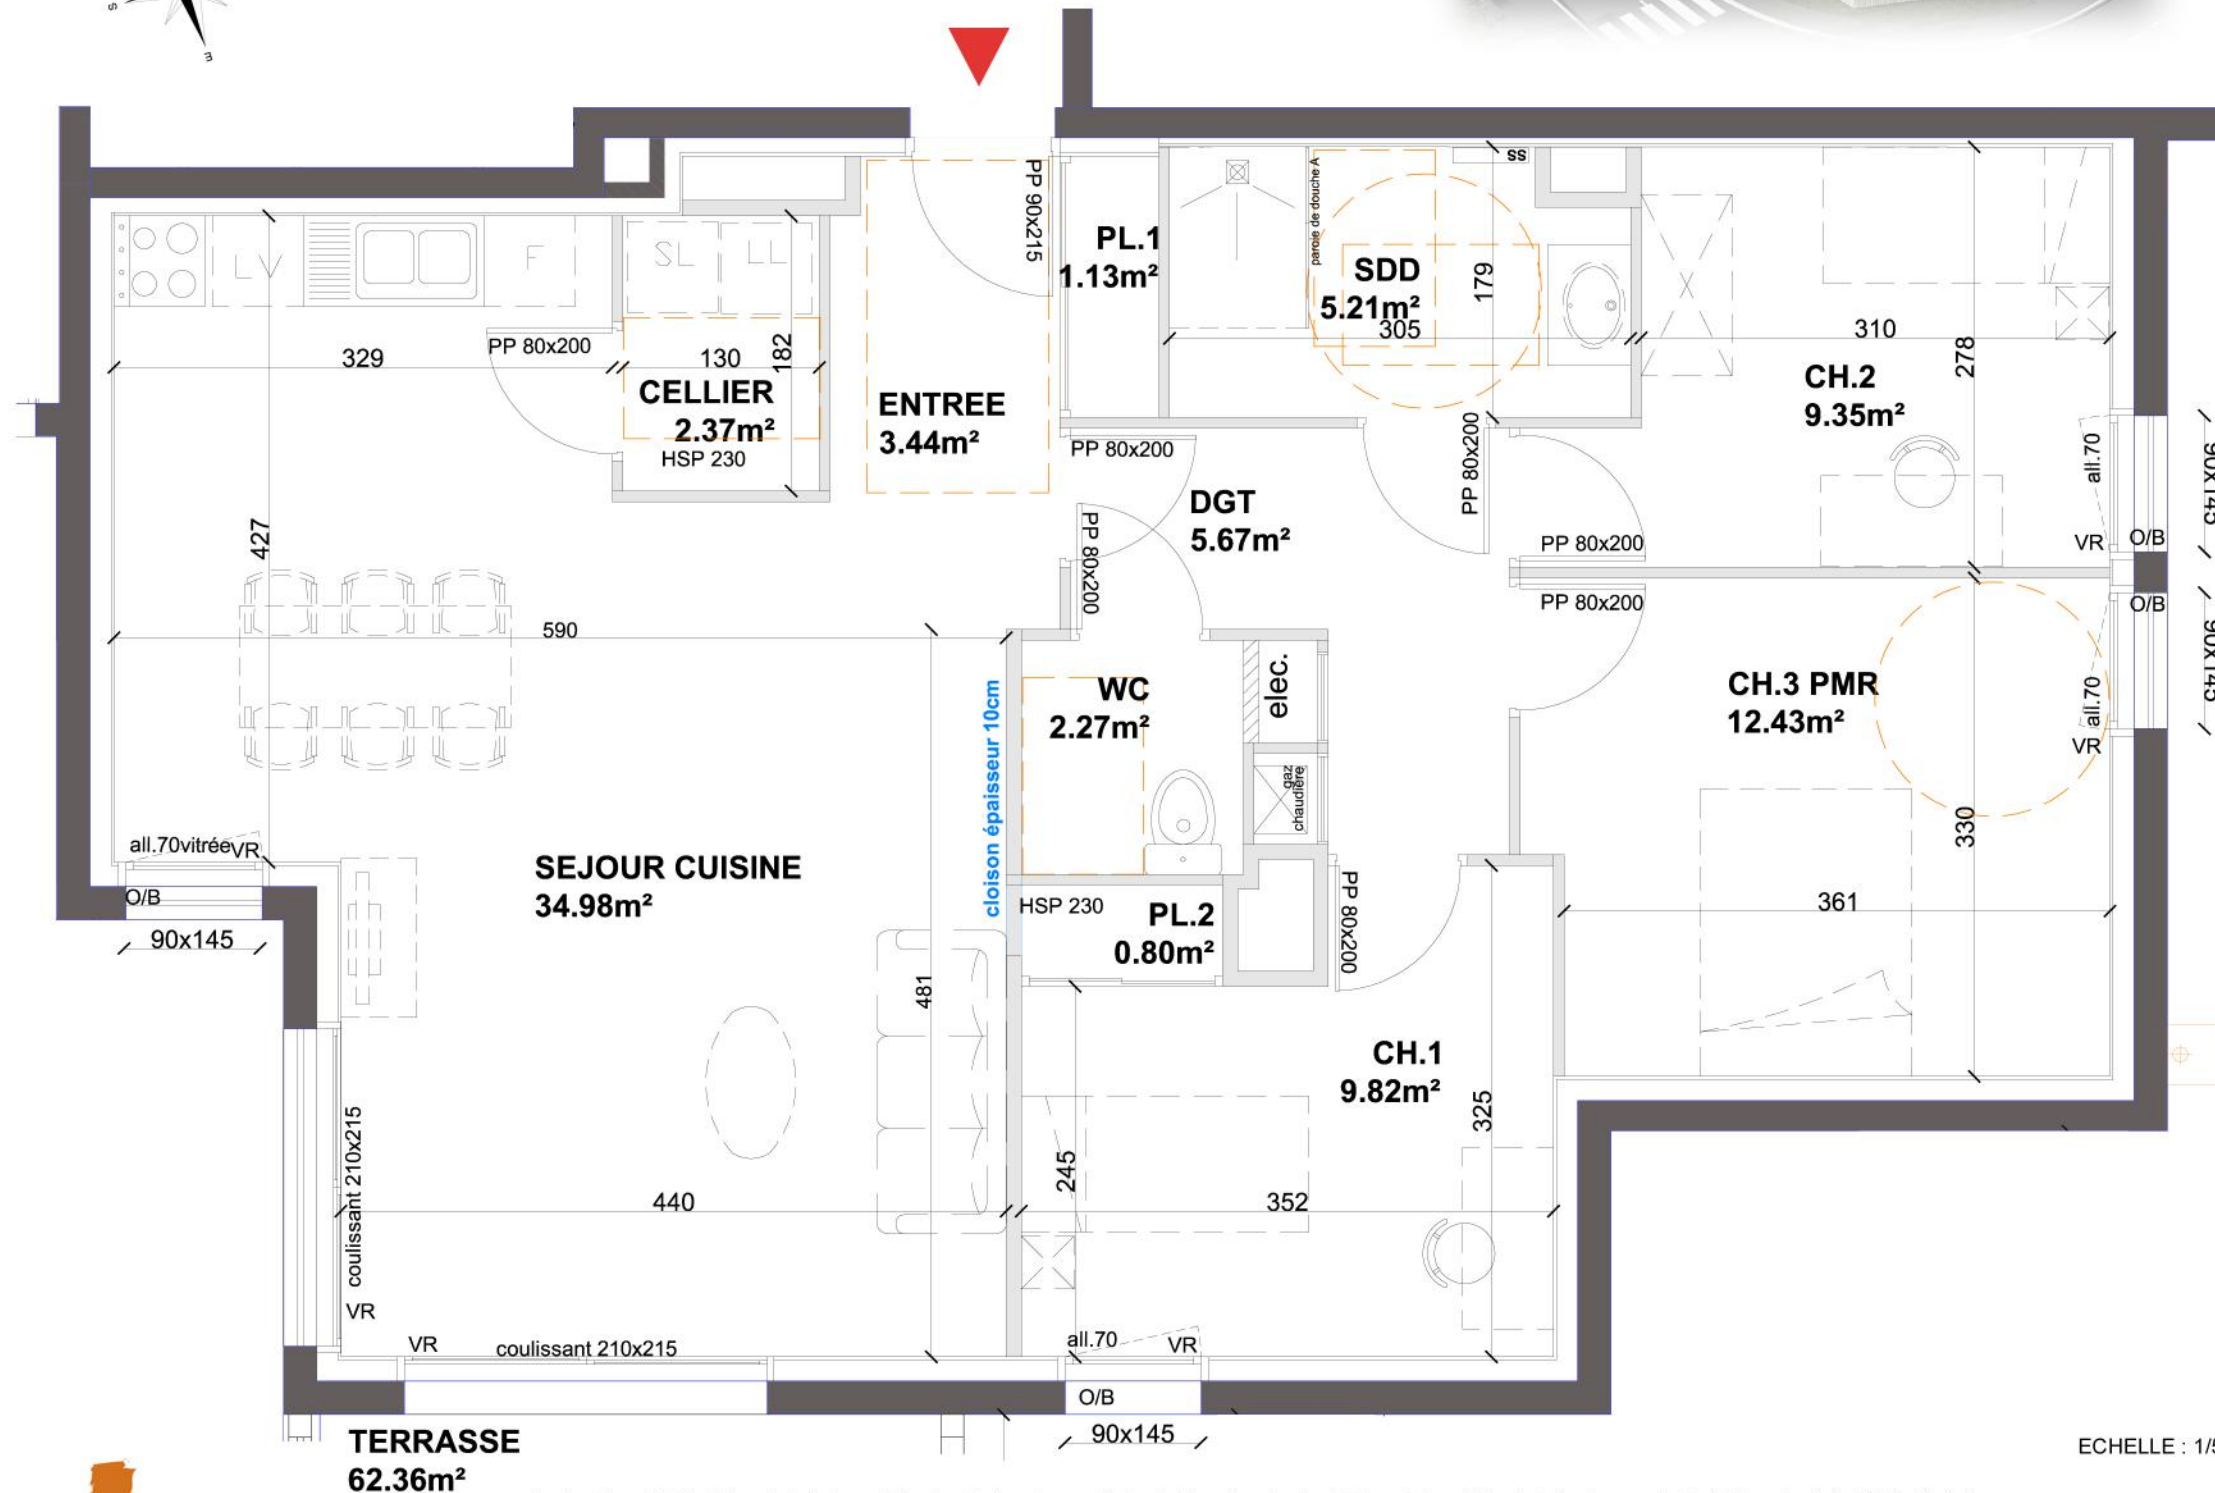 S
E
PP 90x215
PL.1
1.13m²
paroie de douche A
SS
SDD
5.21m²
179
305
310
278
CH.2
9.35m²
LV
F
SL
LL
329
PP 80x200
130
182
CELLIER
2.37m²
HSP 230
ENTREE
3.44m²
PP 80x200
PP 80x200
DGT
5.67m²
PP 80x200
PP 80x200
PP 80x200
all.70
VR
O/B
90x145
O/B
all.70
VR
90x145
427
590
cloison épaisseur 10cm
WC
2.27m²
elec.
gaz
chaudière
CH.3 PMR
12.43m²
330
361
all.70vitrée
VR
O/B
90x145
SEJOUR CUISINE
34.98m²
HSP 230
PL.2
0.80m²
PP 80x200
481
CH.1
9.82m²
325
245
440
352
coulissant 210x215
VR
VR
coulissant 210x215
all.70
VR
O/B
90x145
TERRASSE
62.36m²
ECHELLE : 1/5